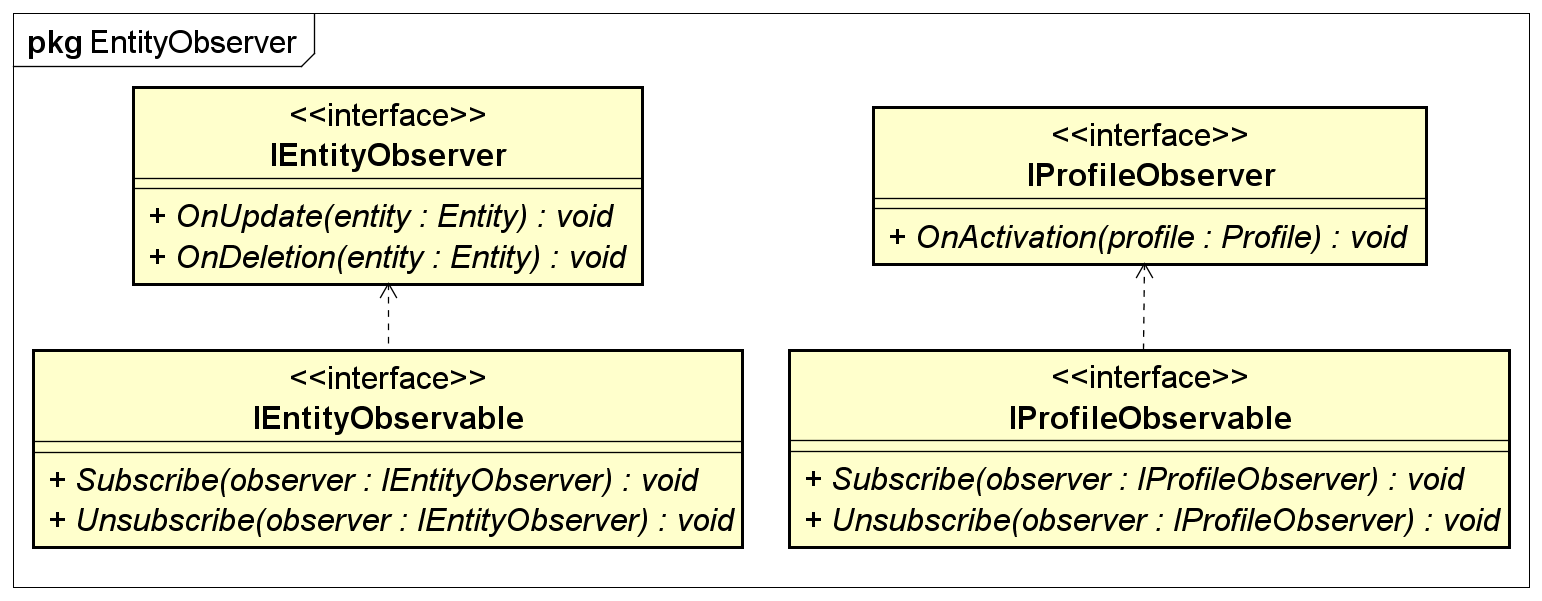 pkg EntityObserver
<<interface>>
IEntityObserver
+ OnUpdate(entity : Entity) : void
+ OnDeletion(entity : Entity) : void
<<interface>>
IProfileObserver
+ OnActivation(profile : Profile) : void
<<interface>>
IEntityObservable
+ Subscribe(observer : IEntityObserver) : void
+ Unsubscribe(observer : IEntityObserver) : void
<<interface>>
IProfileObservable
+ Subscribe(observer : IProfileObserver) : void
+ Unsubscribe(observer : IProfileObserver) : void